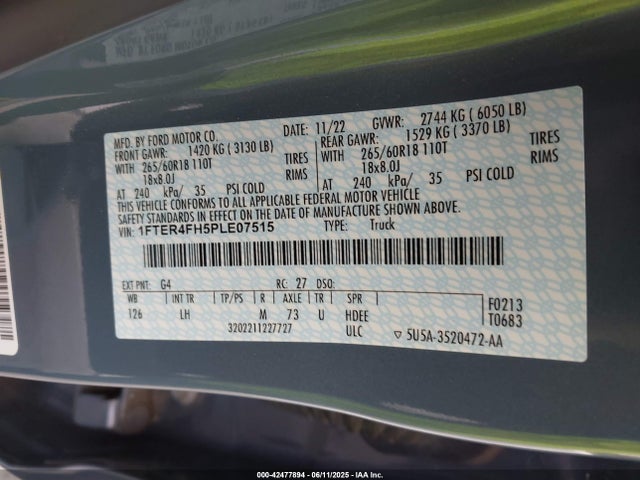 MFD. BY FORD MOTOR CO. DATE: 11/22 GVWR: 2744 KG ( 6050 LB)
FRONT GAWR: 1420 KG ( 3130 LB) REAR GAWR: 1529 KG ( 3370 LB)
WITH 265/60R18 110T TIRES WITH 265/60R18 110T TIRES
18x8.0J RIMS 18x8.0J RIMS
AT 240 kPa/ 35 PSI COLD AT 240 kPa/ 35 PSI COLD
THIS VEHICLE CONFORMS TO ALL APPLICABLE FEDERAL MOTOR VEHICLE
SAFETY STANDARDS IN EFFECT ON THE DATE OF MANUFACTURE SHOWN ABOVE.
VIN: 1FTER4FH5PLE07515 TYPE: Truck
EXT PNT: G4 RC: 27 DSO:
WB INT TR TP/PS R AXLE TR SPR F0213
126 LH M 73 U HDEE T0683
3202211227727 ULC ▽ 5U5A-3520472-AA
000-42477894 | 06/11/2025 | IAA Inc.